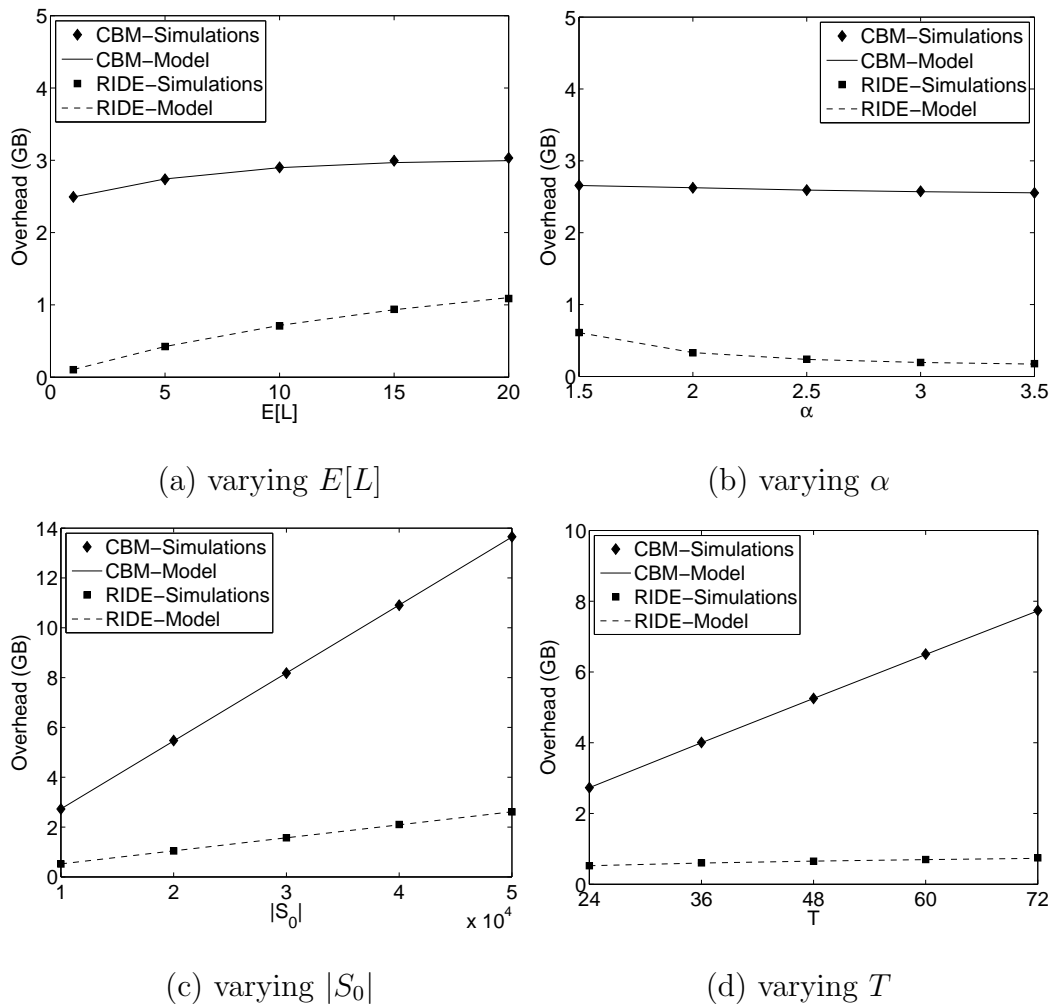 5
4
3
2
1
0
Overhead (GB)
CBM−Simulations
CBM−Model
RIDE−Simulations
RIDE−Model
0 5 10 15 20
E[L]
(a) varying E[L]
5
4
3
2
1
0
Overhead (GB)
CBM−Simulations
CBM−Model
RIDE−Simulations
RIDE−Model
1.5 2 2.5 3 3.5
α
(b) varying α
14
12
10
8
6
4
2
0
Overhead (GB)
CBM−Simulations
CBM−Model
RIDE−Simulations
RIDE−Model
1 2 3 4 5
x 10⁴
|S₀|
(c) varying |S₀|
10
8
6
4
2
0
Overhead (GB)
CBM−Simulations
CBM−Model
RIDE−Simulations
RIDE−Model
24 36 48 60 72
T
(d) varying T